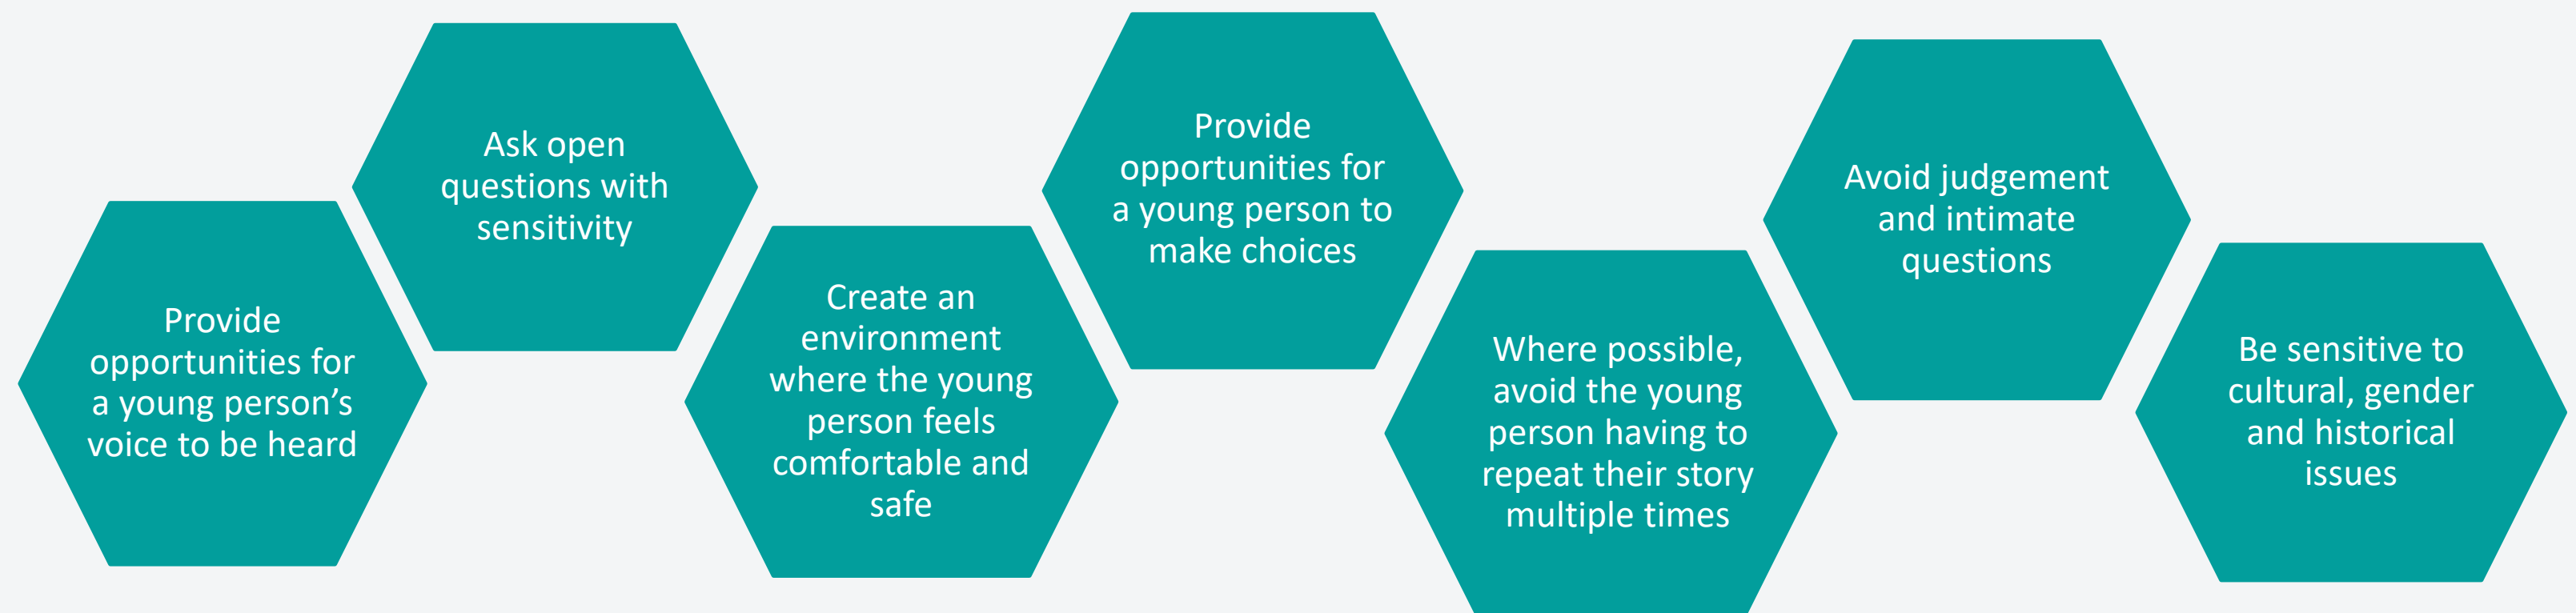 Provide
opportunities for
a young person’s
voice to be heard
Ask open
questions with
sensitivity
Create an
environment
where the young
person feels
comfortable and
safe
Provide
opportunities for
a young person to
make choices
Where possible,
avoid the young
person having to
repeat their story
multiple times
Avoid judgement
and intimate
questions
Be sensitive to
cultural, gender
and historical
issues